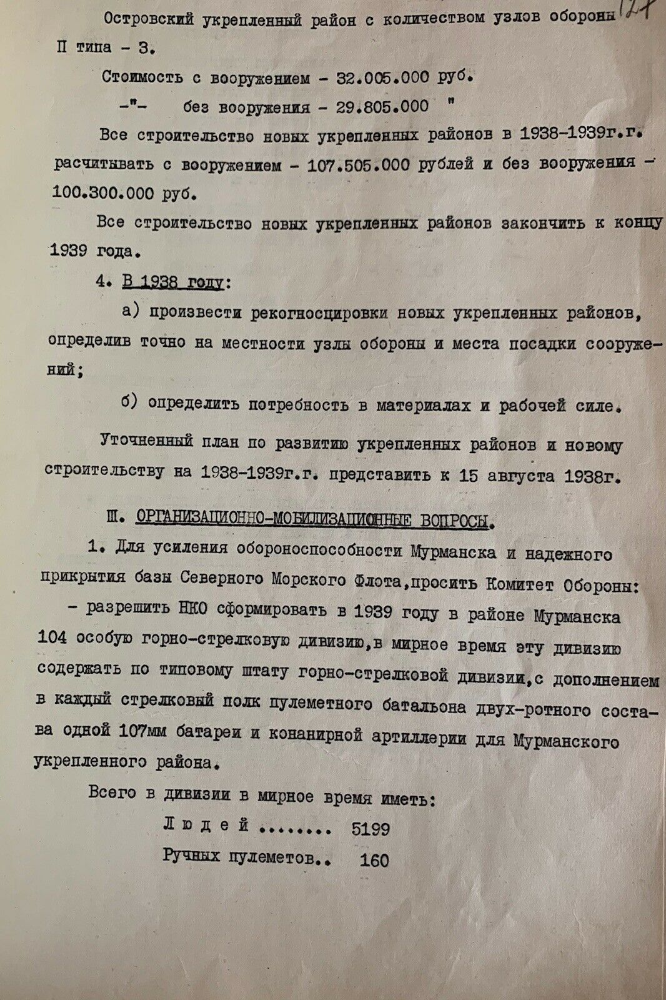 Островский укрепленный район с количеством узлов обороны
П типа - 3.
Стоимость с вооружением - 32.005.000 руб.
-"- без вооружения - 29.805.000 "
Все строительство новых укрепленных районов в 1938-1939г.г.
расчитывать с вооружением - 107.505.000 рублей и без вооружения -
100.300.000 руб.
Все строительство новых укрепленных районов закончить к концу
1939 года.
4. В 1938 году:
а) произвести рекогносцировки новых укрепленных районов,
определив точно на местности узлы обороны и места посадки сооруже-
ний;
б) определить потребность в материалах и рабочей силе.
Уточненный план по развитию укрепленных районов и новому
строительству на 1938-1939г.г. представить к 15 августа 1938г.
Ш. ОРГАНИЗАЦИОННО-МОБИЛИЗАЦИОННЫЕ ВОПРОСЫ.
1. Для усиления обороноспособности Мурманска и надежного
прикрытия базы Северного Морского Флота,просить Комитет Обороны:
- разрешить НКО сформировать в 1939 году в районе Мурманска
104 особую горно-стрелковую дивизию,в мирное время эту дивизию
содержать по типовому штату горно-стрелковой дивизии,с дополнением
в каждый стрелковый полк пулеметного батальона двух-ротного соста-
ва одной 107мм батареи и конанирной артиллерии для Мурманского
укрепленного района.
Всего в дивизии в мирное время иметь:
Л ю д е й ........ 5199
Ручных пулеметов.. 160